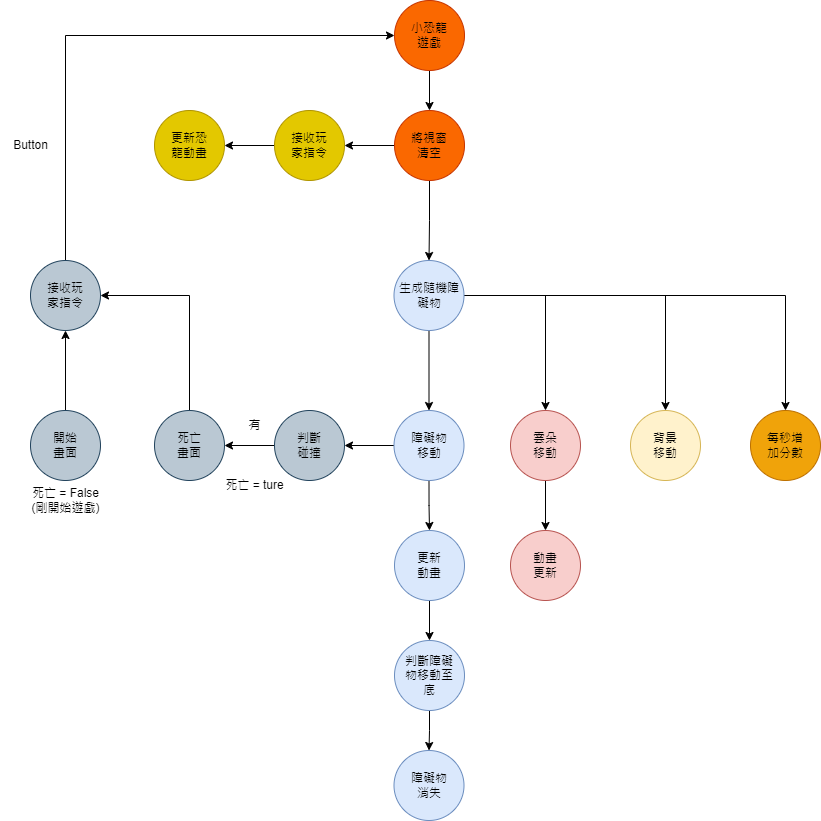 小恐龍
遊戲
Button
更新恐
龍動畫
接收玩
家指令
將視窗
清空
接收玩
家指令
生成隨機障
礙物
有
開始
畫面
死亡
畫面
判斷
碰撞
障礙物
移動
雲朵
移動
背景
移動
每秒增
加分數
死亡 = False
(剛開始遊戲)
死亡 = ture
更新
動畫
動畫
更新
判斷障礙
物移動至
底
障礙物
消失